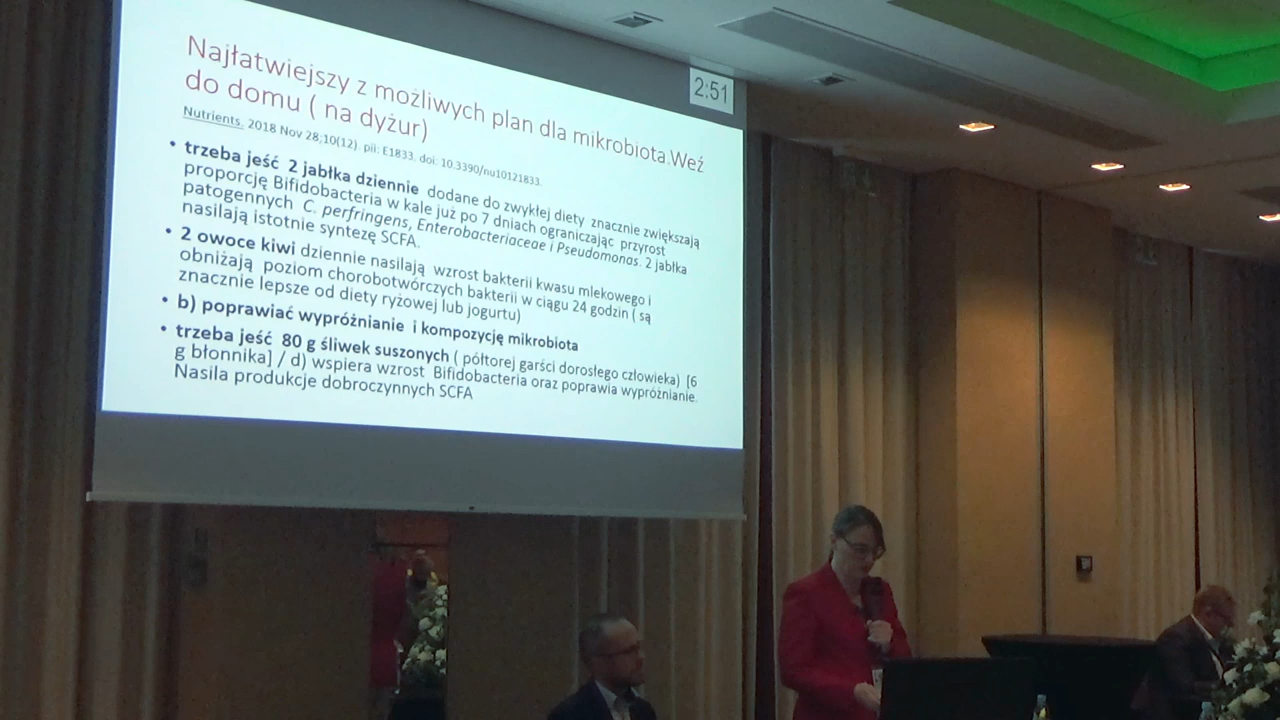 Najłatwiejszy z możliwych plan dla mikrobiota.Weź
do domu ( na dyżur)
2:51
Nutrients. 2018 Nov 28;10(12). pii: E1833. doi: 10.3390/nu10121833.
• trzeba jeść 2 jabłka dziennie dodane do zwykłej diety znacznie zwiększają
proporcję Bifidobacteria w kale już po 7 dniach ograniczając przyrost
patogennych C. perfringens, Enterobacteriaceae i Pseudomonas. 2 jabłka
nasilają istotnie syntezę SCFA.
• 2 owoce kiwi dziennie nasilają wzrost bakterii kwasu mlekowego i
obniżają poziom chorobotwórczych bakterii w ciągu 24 godzin ( są
znacznie lepsze od diety ryżowej lub jogurtu)
• b) poprawiać wypróżnianie i kompozycję mikrobiota
• trzeba jeść 80 g śliwek suszonych ( półtorej garści dorosłego człowieka) [6
g błonnika] / d) wspiera wzrost Bifidobacteria oraz poprawia wypróżnianie.
Nasila produkcje dobroczynnych SCFA